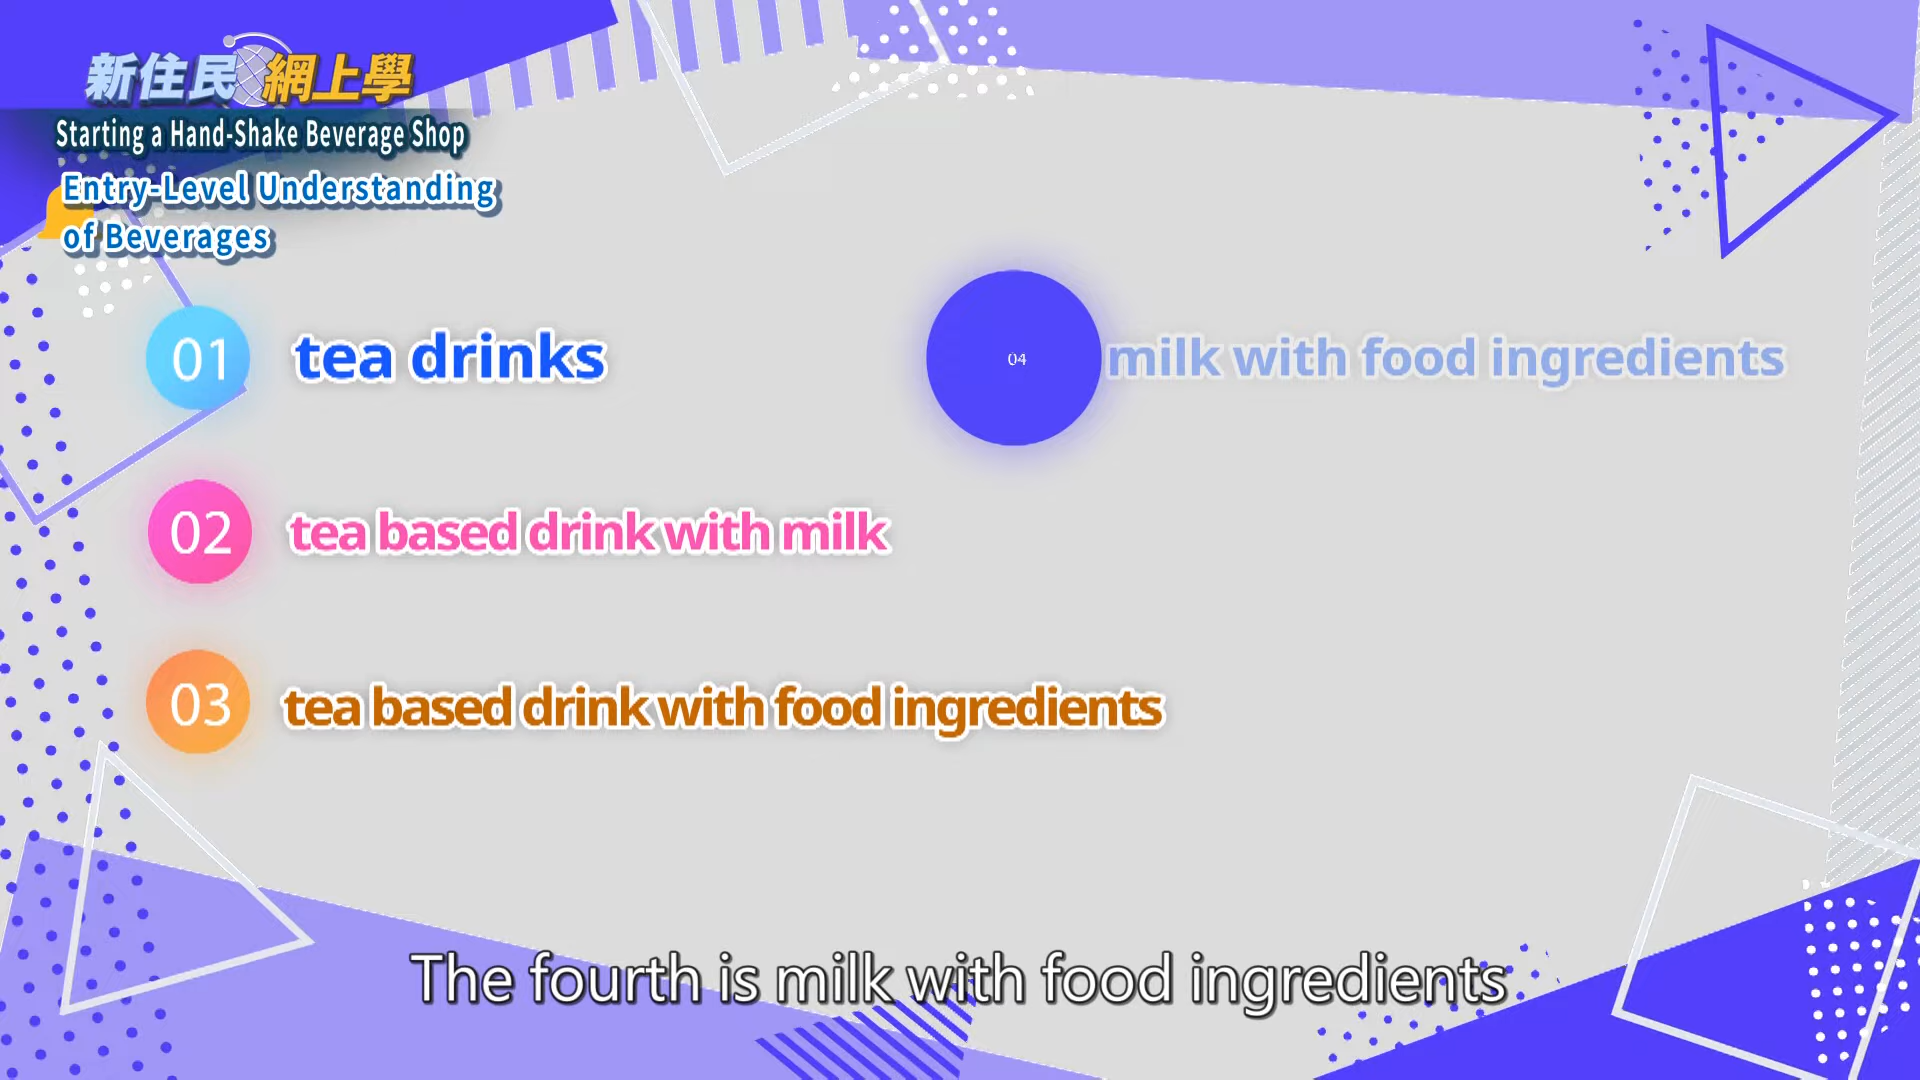 新住民網上學
Starting a Hand-Shake Beverage Shop
Entry-Level Understanding
of Beverages
01 tea drinks
02 tea based drink with milk
03 tea based drink with food ingredients
04 milk with food ingredients
The fourth is milk with food ingredients